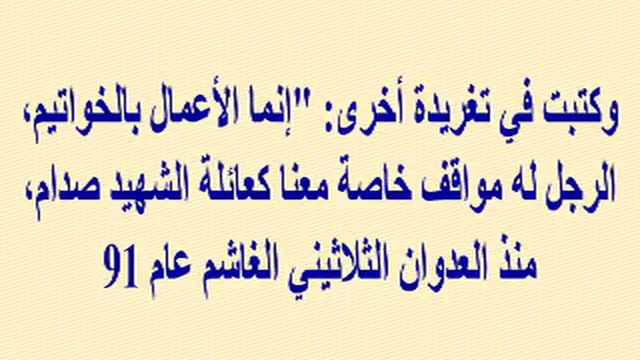 وكتبت في تغريدة أخرى: "إنما الأعمال بالخواتيم،
الرجل له مواقف خاصة معنا كعائلة الشهيد صدام،
منذ العدوان الثلاثيني الغاشم عام 91